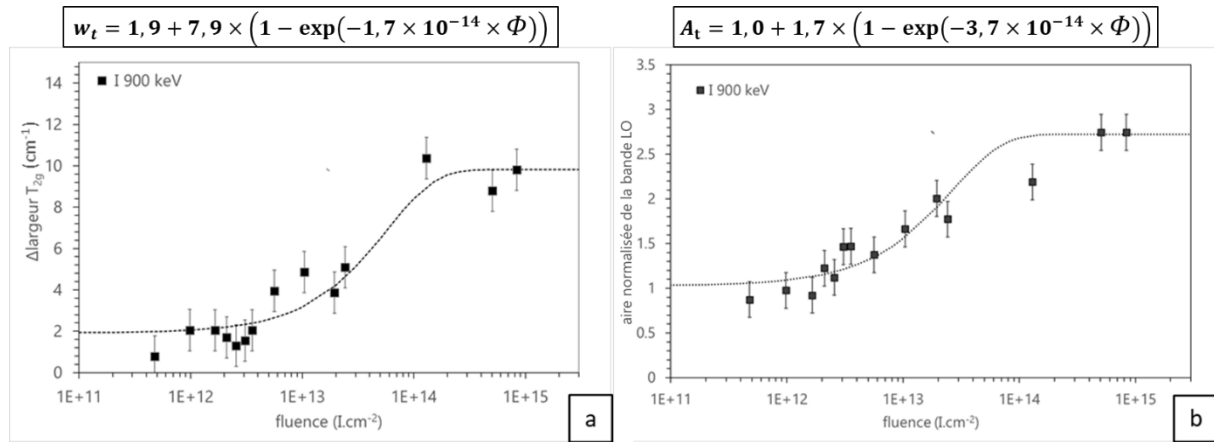 𝒘𝒕 = 𝟏, 𝟗 + 𝟕, 𝟗 × (𝟏 − 𝐞𝐱𝐩(−𝟏, 𝟕 × 𝟏𝟎⁻¹⁴ × 𝜱))
𝑨𝐭 = 𝟏, 𝟎 + 𝟏, 𝟕 × (𝟏 − 𝐞𝐱𝐩(−𝟑, 𝟕 × 𝟏𝟎⁻¹⁴ × 𝜱))
Δlargeur T₂g (cm⁻¹)
14
12
10
8
6
4
2
0
I 900 keV
1E+11 1E+12 1E+13 1E+14 1E+15
fluence (I.cm⁻²)
a
aire normalisée de la bande LO
3.5
3
2.5
2
1.5
1
0.5
0
I 900 keV
1E+11 1E+12 1E+13 1E+14 1E+15
fluence (I.cm⁻²)
b